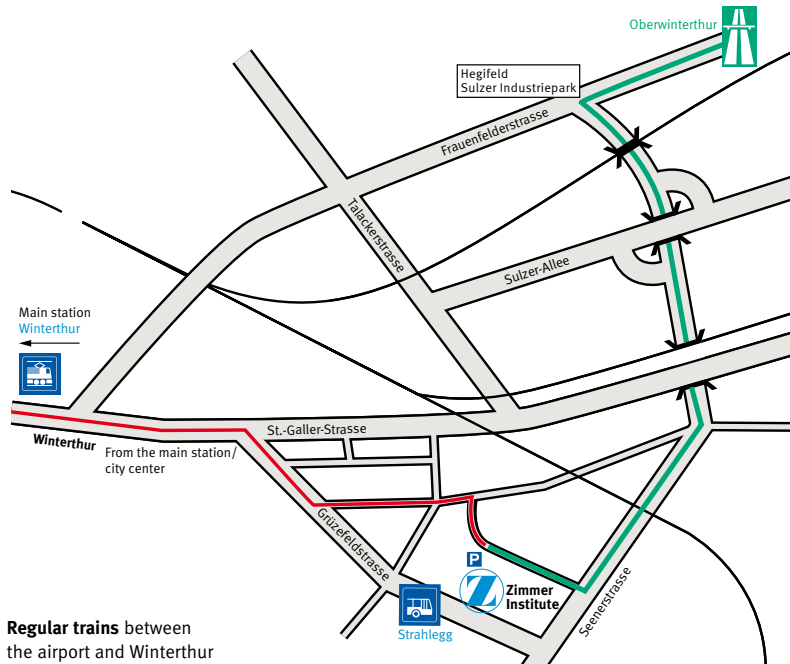 Oberwinterthur
Hegifeld
Sulzer Industriepark
Frauenfelderstrasse
Talackerstrasse
Sulzer-Allee
Main station
Winterthur
Winterthur
From the main station/
city center
St.-Galler-Strasse
Grüzefeldstrasse
P
Z
Zimmer
Institute
Seenerstrasse
Strahlegg
Regular trains between
the airport and Winterthur